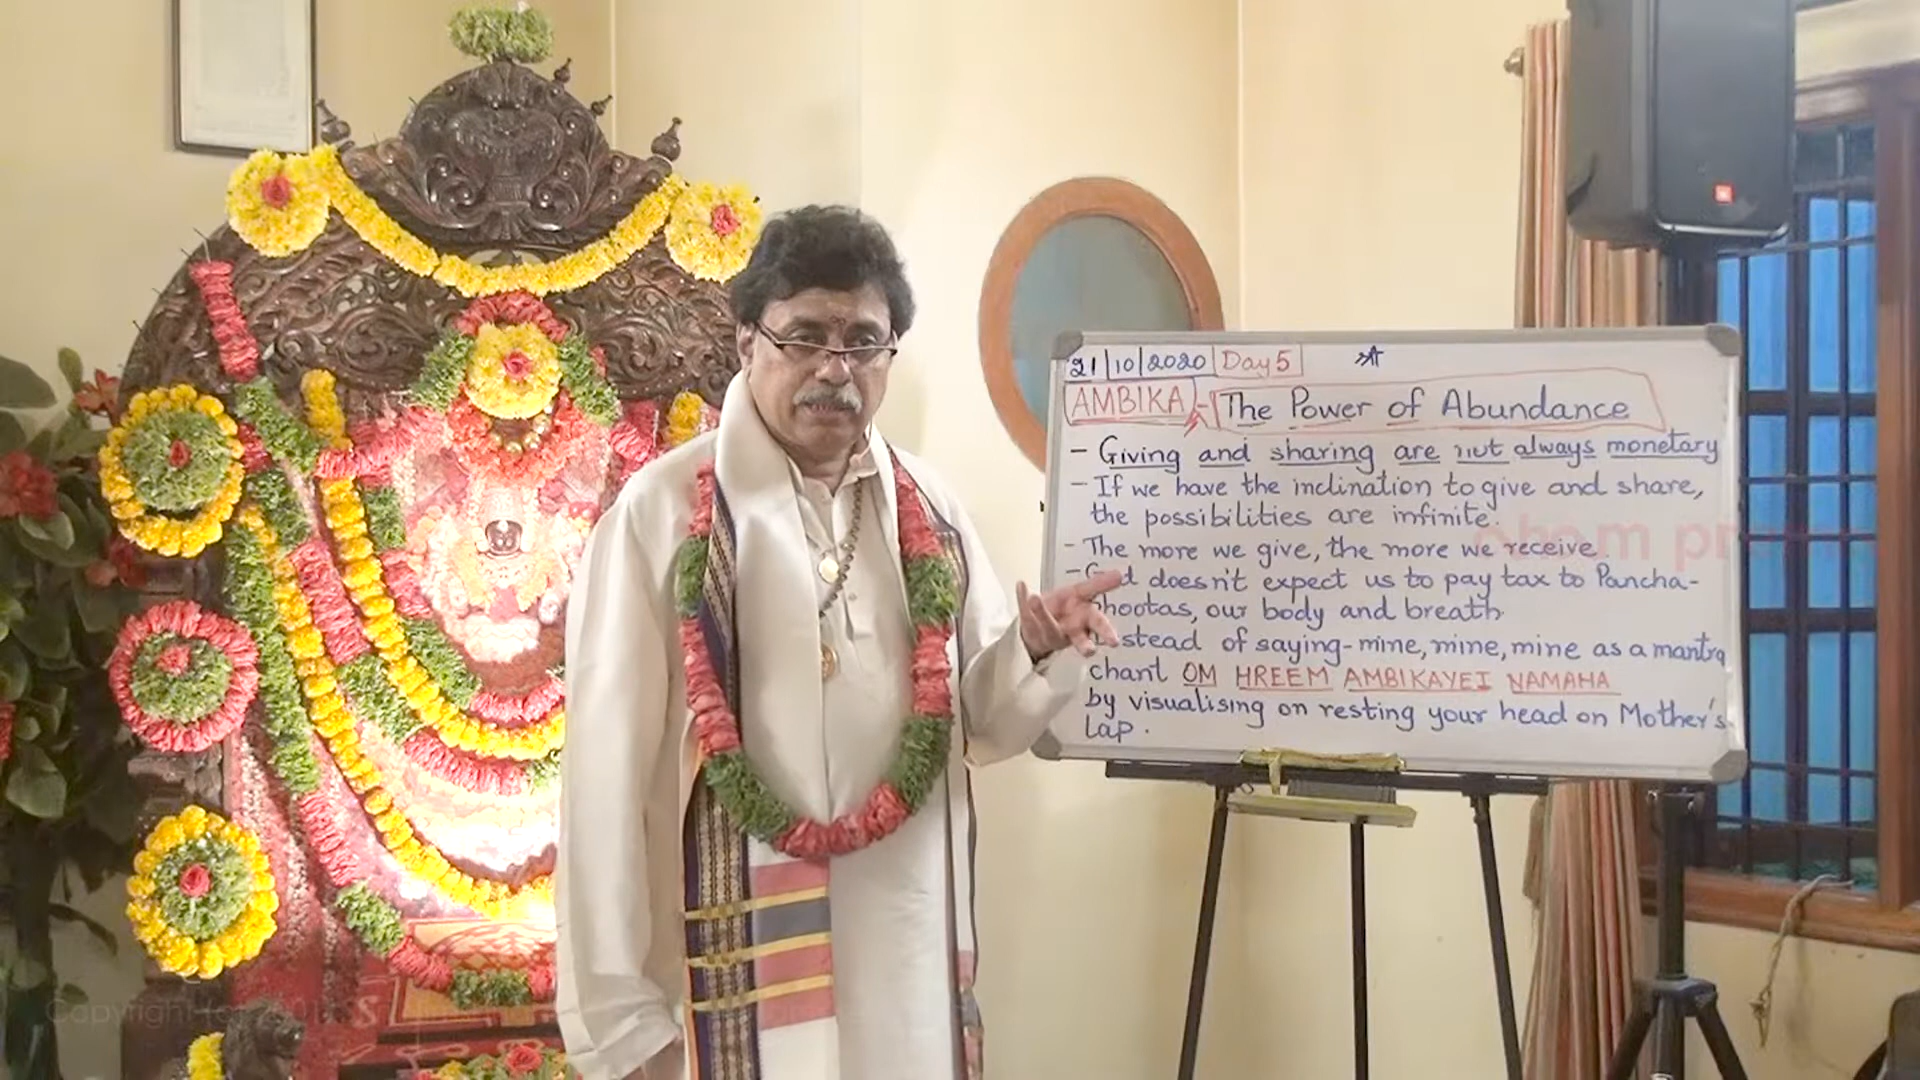 21/10/2020 Day 5 श्री
AMBIKA - The Power of Abundance
- Giving and sharing are not always monetary
- If we have the inclination to give and share,
the possibilities are infinite.
- The more we give, the more we receive
- God doesn't expect us to pay tax to Pancha-
bhootas, our body and breath.
Instead of saying-mine, mine, mine as a mantra
chant OM HREEM AMBIKAYEI NAMAHA
by visualising on resting your head on Mother's
Lap.
JBL
Copyright (c)